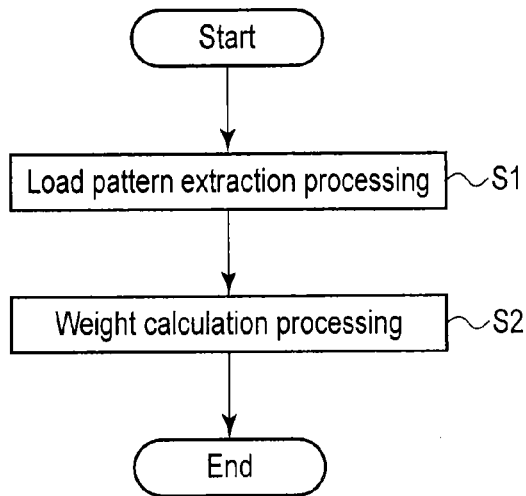 Start
Load pattern extraction processing S1
Weight calculation processing S2
End